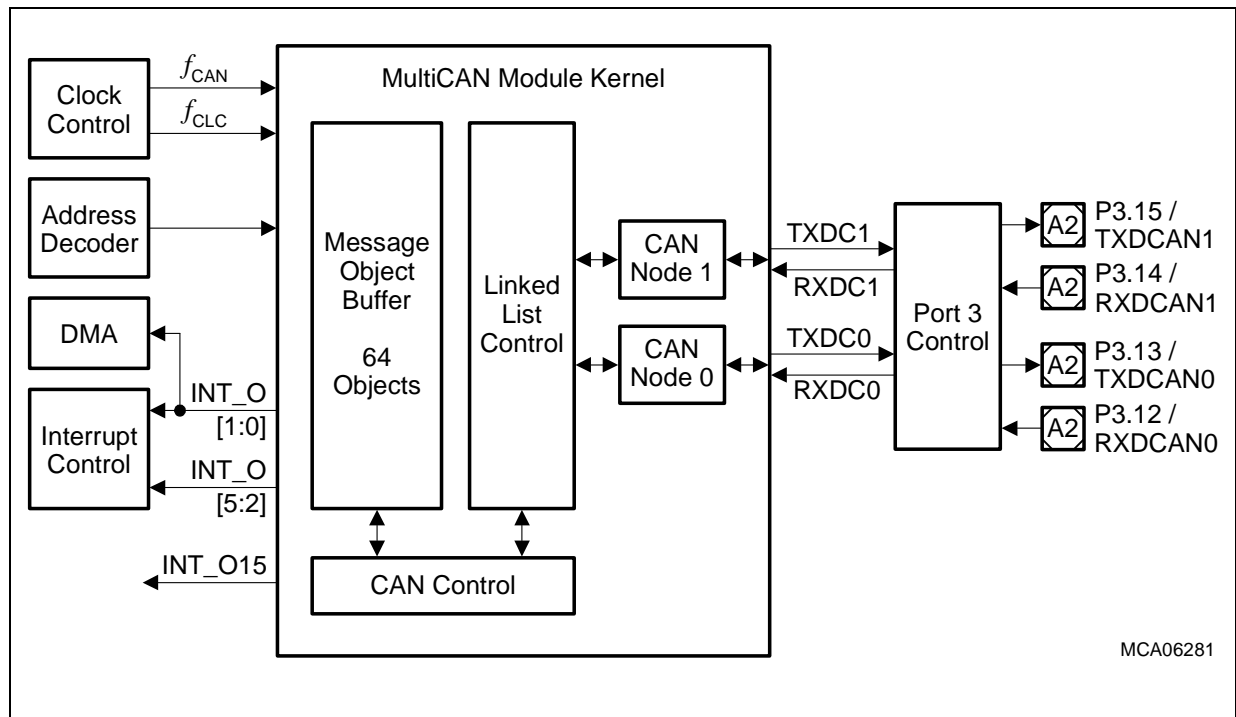 MultiCAN Module Kernel
Clock
Control
fCAN
fCLC
Address
Decoder
DMA
Interrupt
Control
INT_O
[1:0]
INT_O
[5:2]
INT_O15
Message
Object
Buffer
64
Objects
Linked
List
Control
CAN
Node 1
CAN
Node 0
CAN Control
TXDC1
RXDC1
TXDC0
RXDC0
Port 3
Control
A2
P3.15 /
TXDCAN1
A2
P3.14 /
RXDCAN1
A2
P3.13 /
TXDCAN0
A2
P3.12 /
RXDCAN0
MCA06281